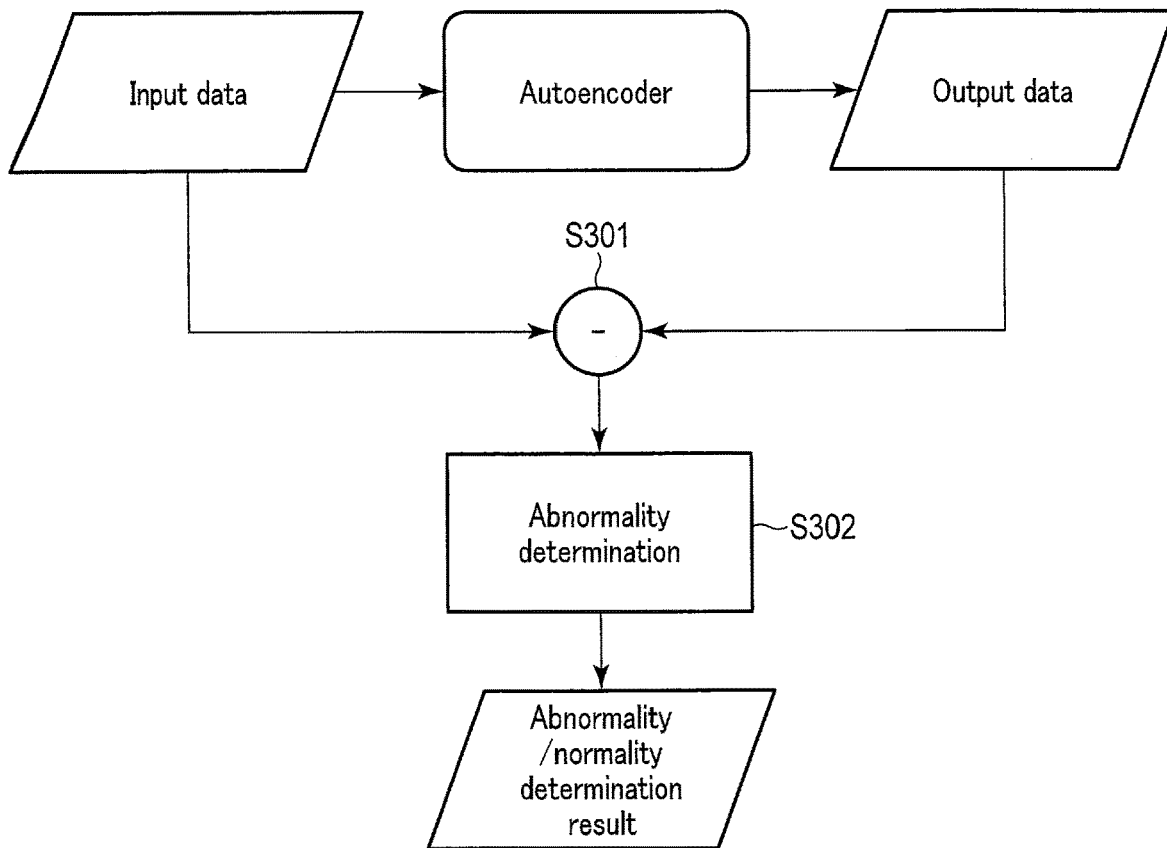 Input data
Autoencoder
Output data
S301
-
Abnormality
determination
S302
Abnormality
/normality
determination
result